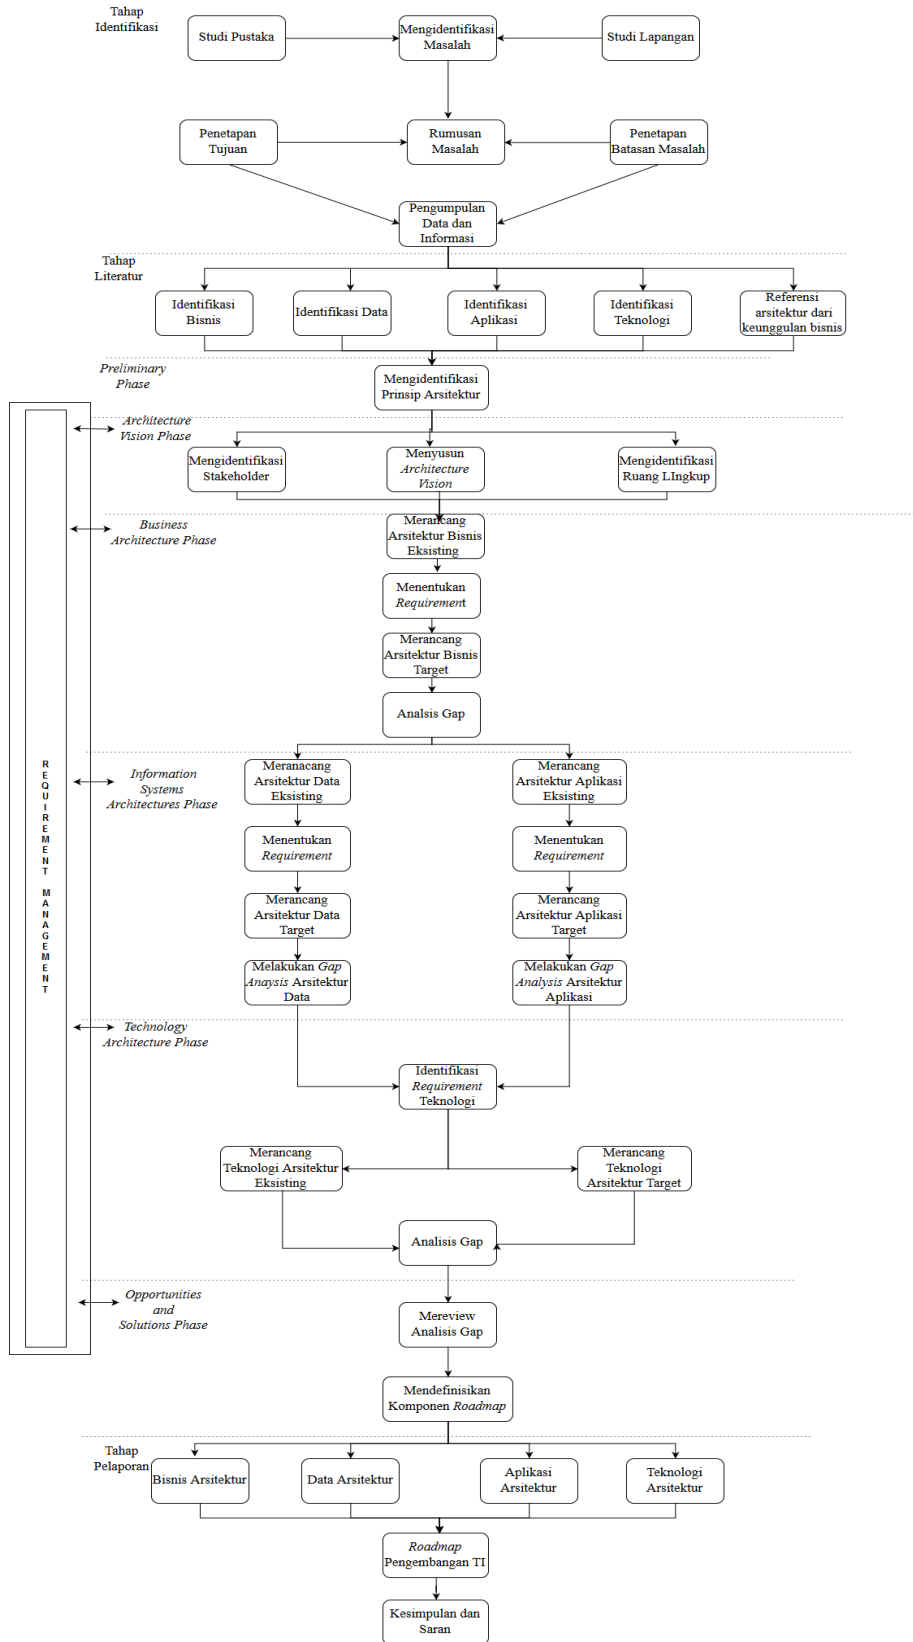 Tahap
Identifikasi
Studi Pustaka
Mengidentifikasi
Masalah
Studi Lapangan
Penetapan
Tujuan
Rumusan
Masalah
Penetapan
Batasan Masalah
Pengumpulan
Data dan
Informasi
Tahap
Literatur
Identifikasi
Bisnis
Identifikasi Data
Identifikasi
Aplikasi
Identifikasi
Teknologi
Referensi
arsitektur dari
keunggulan bisnis
Preliminary
Phase
Mengidentifikasi
Prinsip Arsitektur
Architecture
Vision Phase
Mengidentifikasi
Stakeholder
Menyusun
Architecture
Vision
Mengidentifikasi
Ruang LIngkup
Business
Architecture Phase
Merancang
Arsitektur Bisnis
Eksisting
Menentukan
Requirement
Merancang
Arsitektur Bisnis
Target
Analsis Gap
REQUIREMENT MANAGEMENT
Information
Systems
Architectures Phase
Meranacang
Arsitektur Data
Eksisting
Merancang
Arsitektur Aplikasi
Eksisting
Menentukan
Requirement
Menentukan
Requirement
Merancang
Arsitektur Data
Target
Merancang
Arsitektur Aplikasi
Target
Melakukan Gap
Anaysis Arsitektur
Data
Melakukan Gap
Analysis Arsitektur
Aplikasi
Technology
Architecture Phase
Identifikasi
Requirement
Teknologi
Merancang
Teknologi Arsitektur
Eksisting
Merancang
Teknologi
Arsitektur Target
Analisis Gap
Opportunities
and
Solutions Phase
Mereview
Analisis Gap
Mendefinisikan
Komponen Roadmap
Tahap
Pelaporan
Bisnis Arsitektur
Data Arsitektur
Aplikasi
Arsitektur
Teknologi
Arsitektur
Roadmap
Pengembangan TI
Kesimpulan dan
Saran